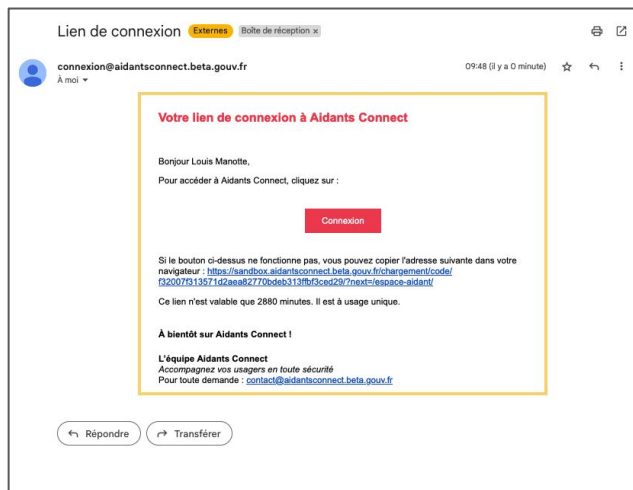 Lien de connexion Externes Boîte de réception ×
connexion@aidantsconnect.beta.gouv.fr 09:48 (il y a 0 minute)
À moi
Votre lien de connexion à Aidants Connect
Bonjour Louis Manotte,
Pour accéder à Aidants Connect, cliquez sur :
Connexion
Si le bouton ci-dessus ne fonctionne pas, vous pouvez copier l'adresse suivante dans votre
navigateur : https://sandbox.aidantsconnect.beta.gouv.fr/chargement/code/
f32007f313571d2aea82770bdeb313ffbf3ced29/?next=/espace-aidant/
Ce lien n'est valable que 2880 minutes. Il est à usage unique.
À bientôt sur Aidants Connect !
L'équipe Aidants Connect
Accompagnez vos usagers en toute sécurité
Pour toute demande : contact@aidantsconnect.beta.gouv.fr
Répondre Transférer